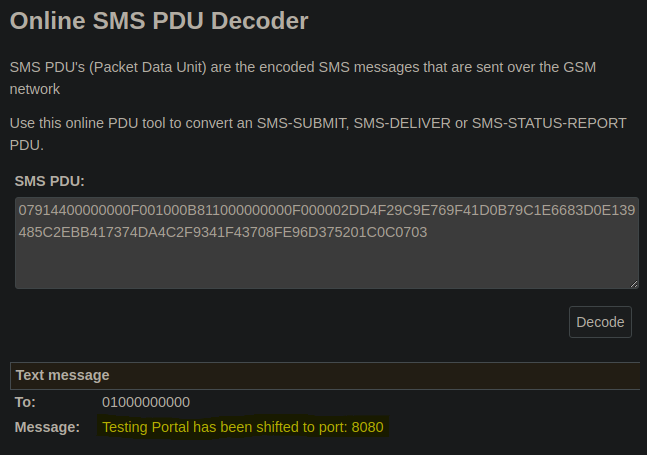 Online SMS PDU Decoder
SMS PDU's (Packet Data Unit) are the encoded SMS messages that are sent over the GSM
network
Use this online PDU tool to convert an SMS-SUBMIT, SMS-DELIVER or SMS-STATUS-REPORT
PDU.
SMS PDU:
07914400000000F001000B811000000000F000002DD4F29C9E769F41D0B79C1E6683D0E139
485C2EBB417374DA4C2F9341F43708FE96D375201C0C0703
Decode
Text message
To: 01000000000
Message: Testing Portal has been shifted to port: 8080